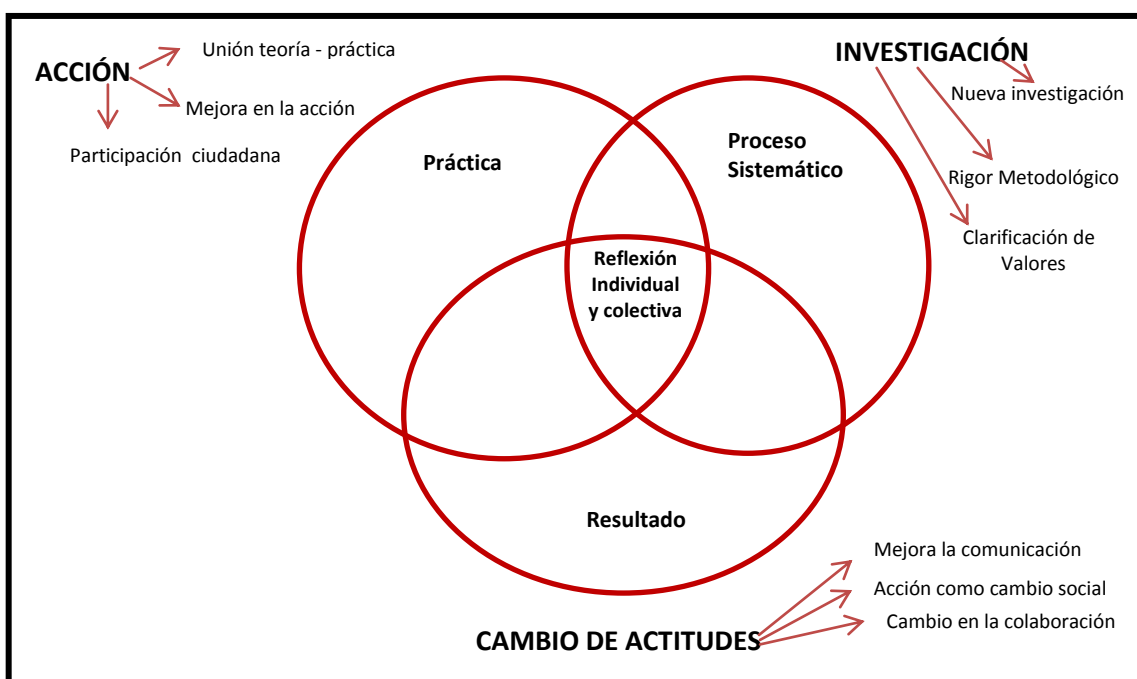 ACCIÓN
Unión teoría - práctica
Mejora en la acción
Participación ciudadana
INVESTIGACIÓN
Nueva investigación
Rigor Metodológico
Clarificación de
Valores
Práctica
Proceso
Sistemático
Reflexión
Individual
y colectiva
Resultado
CAMBIO DE ACTITUDES
Mejora la comunicación
Acción como cambio social
Cambio en la colaboración